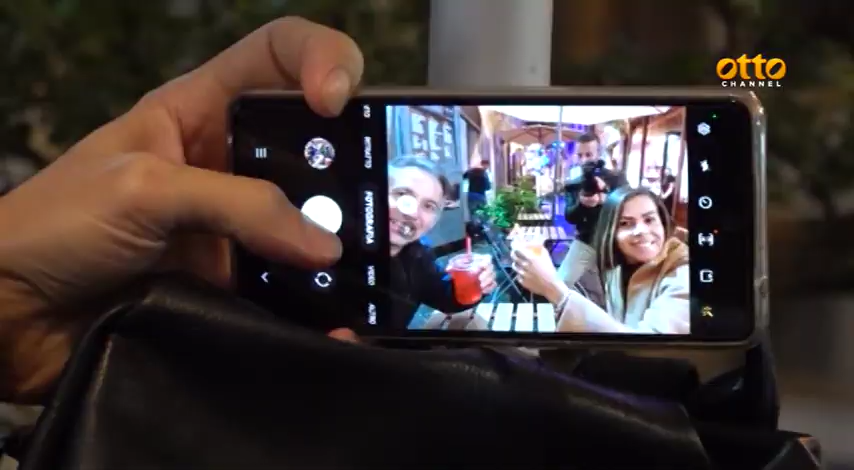 otto
CHANNEL
RITRATTO
FOTOGRAFIA
VIDEO
ALTRO